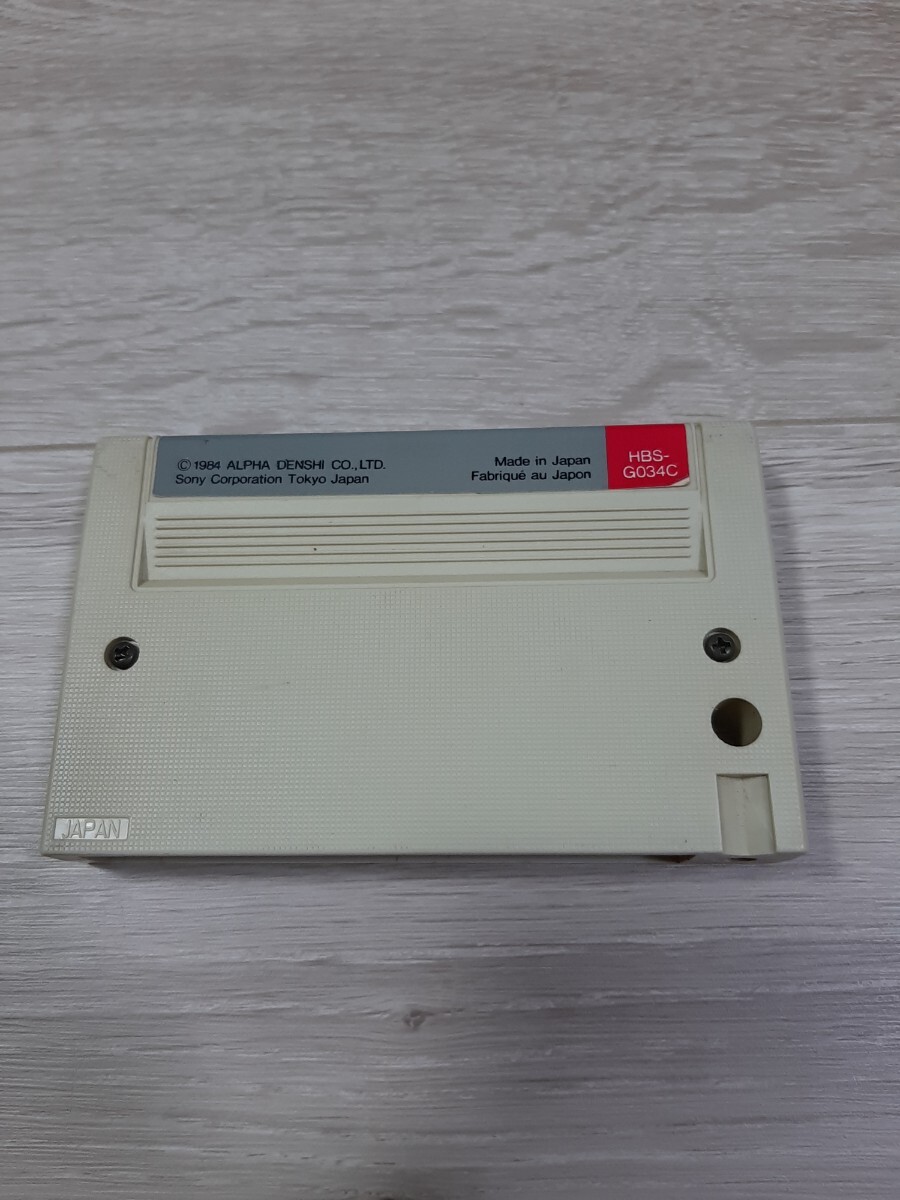 © 1984 ALPHA DENSHI CO.,LTD.
Sony Corporation Tokyo Japan
Made in Japan
Fabriqué au Japon
HBS-
G034C
JAPAN